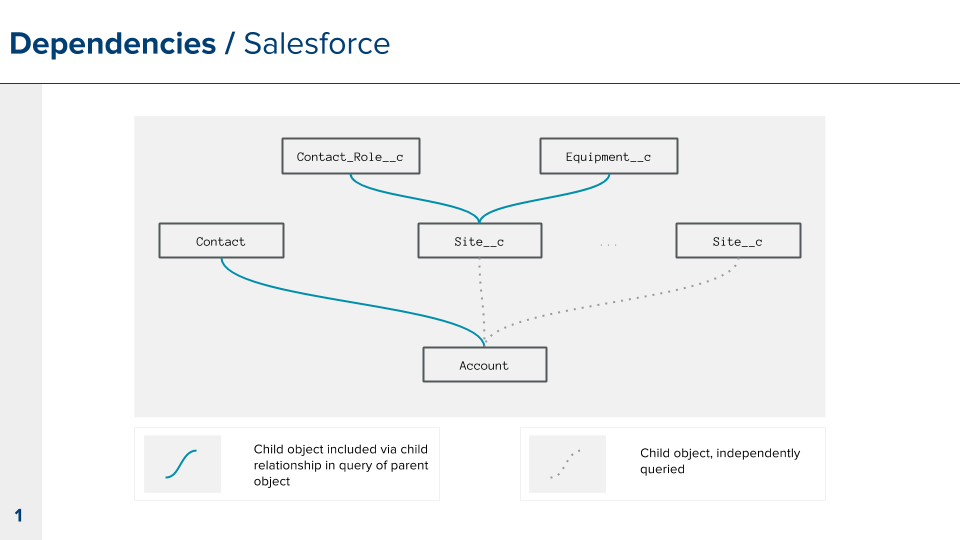 Dependencies / Salesforce
Contact_Role__c
Equipment__c
Contact
Site__c
...
Site__c
Account
Child object included via child
relationship in query of parent
object
Child object, independently
queried
1